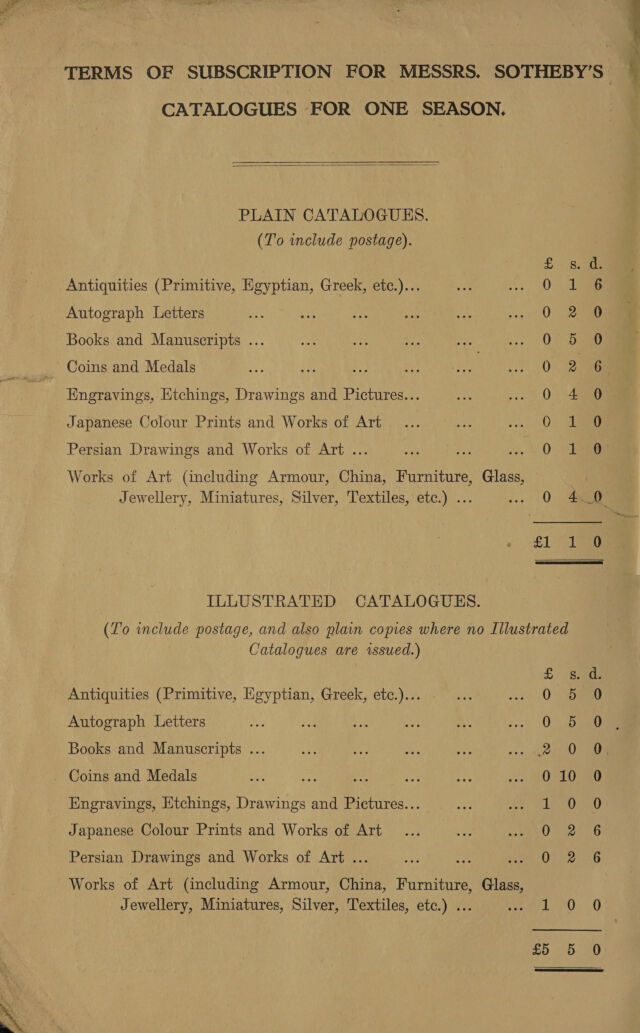 TERMS OF SUBSCRIPTION FOR MESSRS. SOTHEBY'S
CATALOGUES FOR ONE SEASON.
PLAIN CATALOGUES.
(To include postage).
£ s. d.
Antiquities (Primitive, Egyptian, Greek, etc.)... ... ... 0 1 6
Autograph Letters ... ... ... ... ... ... 0 2 0
Books and Manuscripts ... ... ... ... ... ... 0 5 0
Coins and Medals ... ... ... ... ... ... 0 2 6
Engravings, Etchings, Drawings and Pictures... ... ... 0 4 0
Japanese Colour Prints and Works of Art ... ... ... 0 1 0
Persian Drawings and Works of Art ... ... ... ... 0 1 0
Works of Art (including Armour, China, Furniture, Glass,
Jewellery, Miniatures, Silver, Textiles, etc.) ... ... 0 4 0
£1 1 0
ILLUSTRATED CATALOGUES.
(To include postage, and also plain copies where no Illustrated
Catalogues are issued.)
£ s. d.
Antiquities (Primitive, Egyptian, Greek, etc.)... ... ... 0 5 0
Autograph Letters ... ... ... ... ... ... 0 5 0
Books and Manuscripts ... ... ... ... ... ... 2 0 0
Coins and Medals ... ... ... ... ... ... 0 10 0
Engravings, Etchings, Drawings and Pictures... ... ... 1 0 0
Japanese Colour Prints and Works of Art ... ... ... 0 2 6
Persian Drawings and Works of Art ... ... ... ... 0 2 6
Works of Art (including Armour, China, Furniture, Glass,
Jewellery, Miniatures, Silver, Textiles, etc.) ... ... 1 0 0
£5 5 0